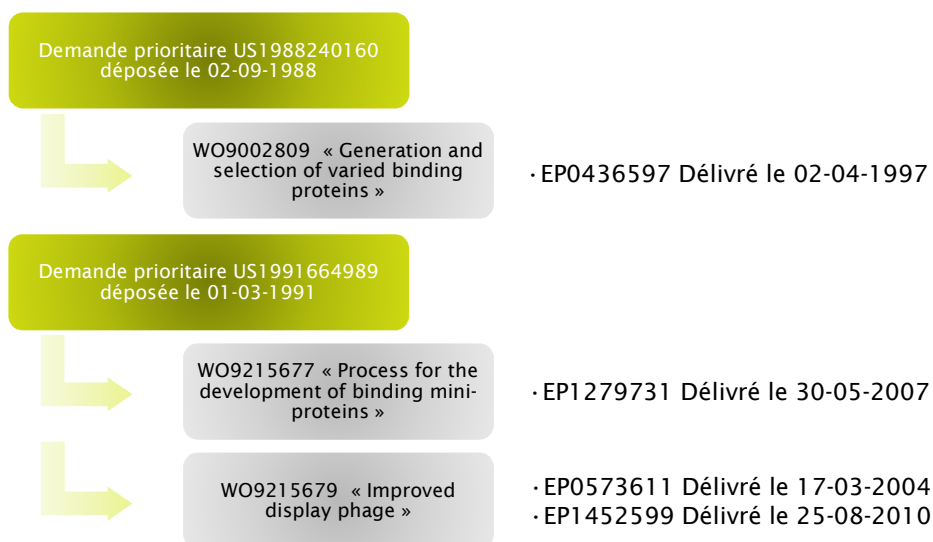 Demande prioritaire US1988240160
déposée le 02-09-1988
WO9002809 « Generation and
selection of varied binding
proteins »
·EP0436597 Délivré le 02-04-1997
Demande prioritaire US1991664989
déposée le 01-03-1991
WO9215677 « Process for the
development of binding mini-
proteins »
·EP1279731 Délivré le 30-05-2007
WO9215679 « Improved
display phage »
·EP0573611 Délivré le 17-03-2004
·EP1452599 Délivré le 25-08-2010